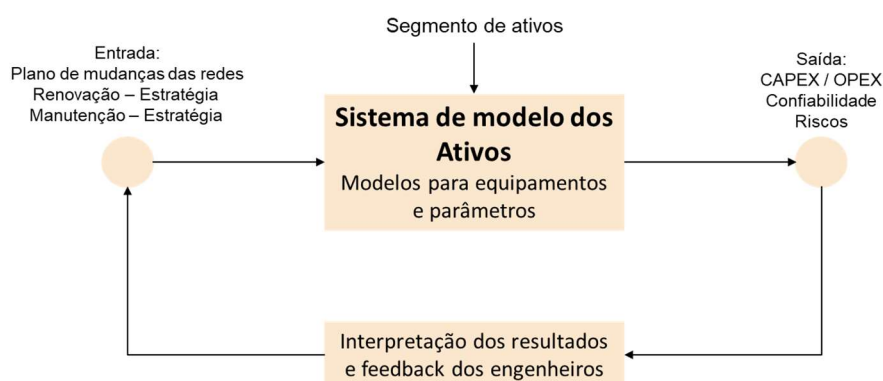 Segmento de ativos
Entrada:
Plano de mudanças das redes
Renovação – Estratégia
Manutenção – Estratégia
Sistema de modelo dos
Ativos
Modelos para equipamentos
e parâmetros
Saída:
CAPEX / OPEX
Confiabilidade
Riscos
Interpretação dos resultados
e feedback dos engenheiros